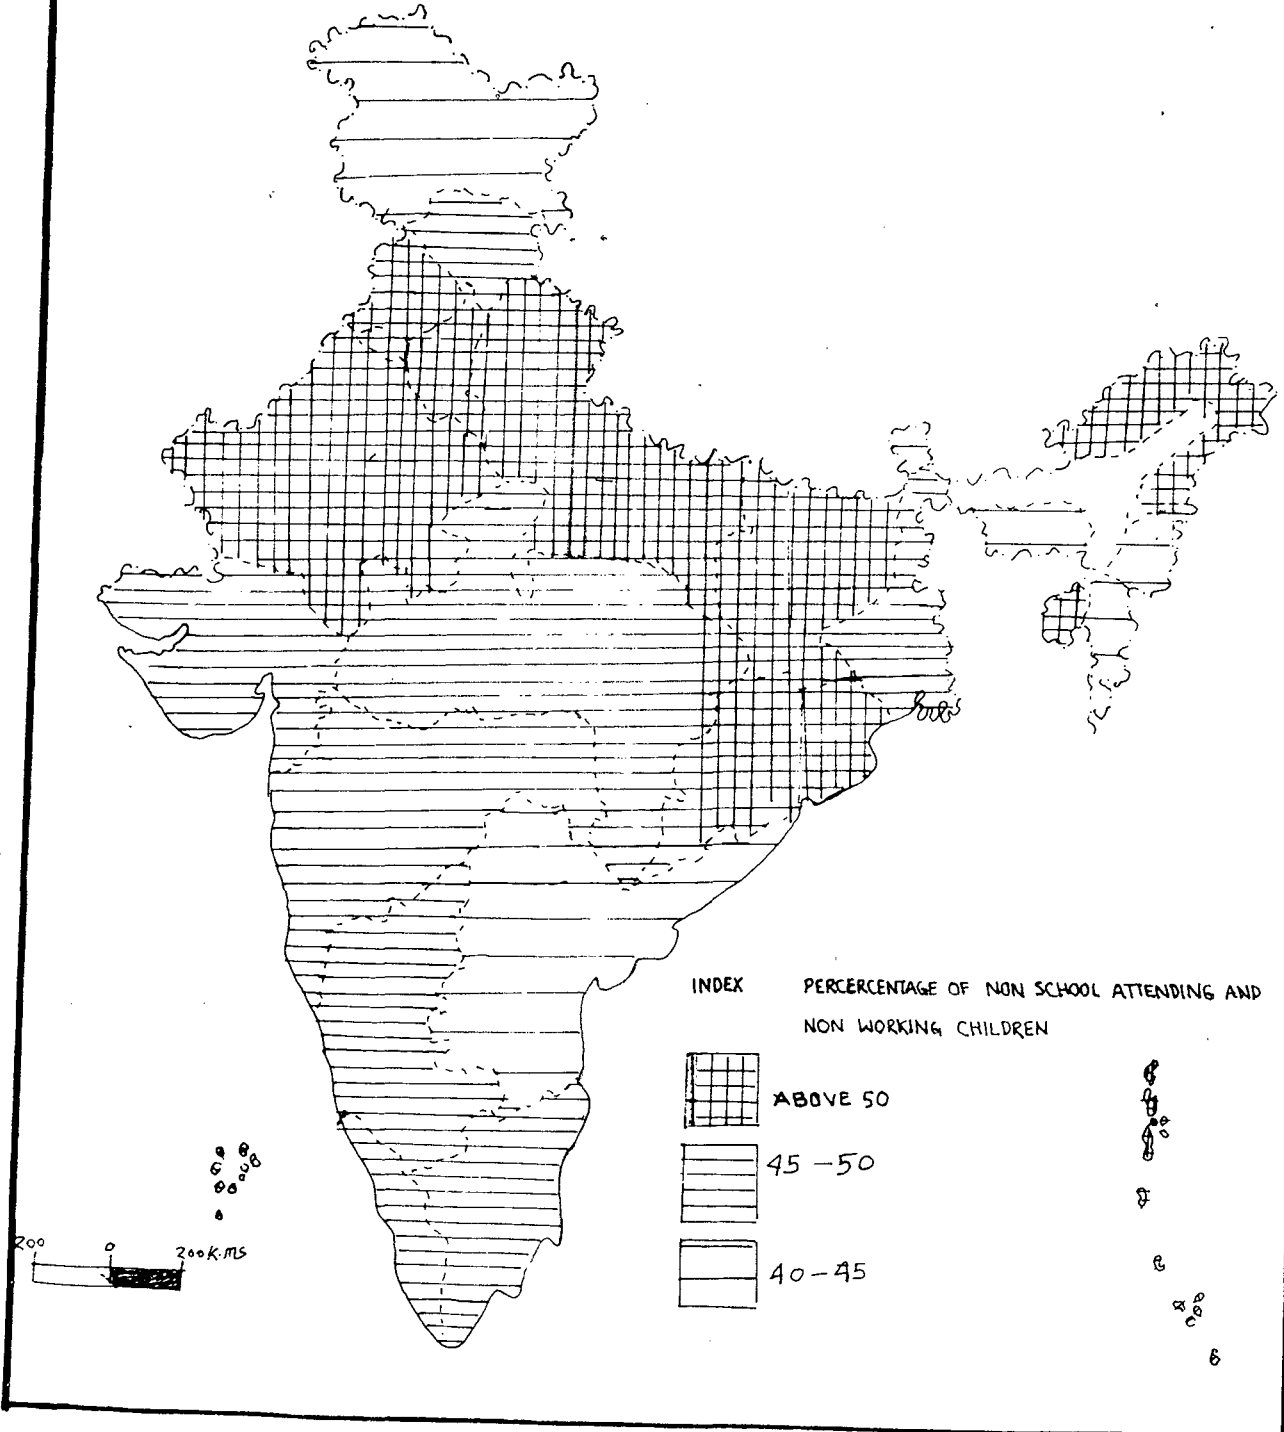 INDEX PERCERCENTAGE OF NON SCHOOL ATTENDING AND
NON WORKING CHILDREN
ABOVE 50
45 - 50
40 - 45
200 0 200K.MS